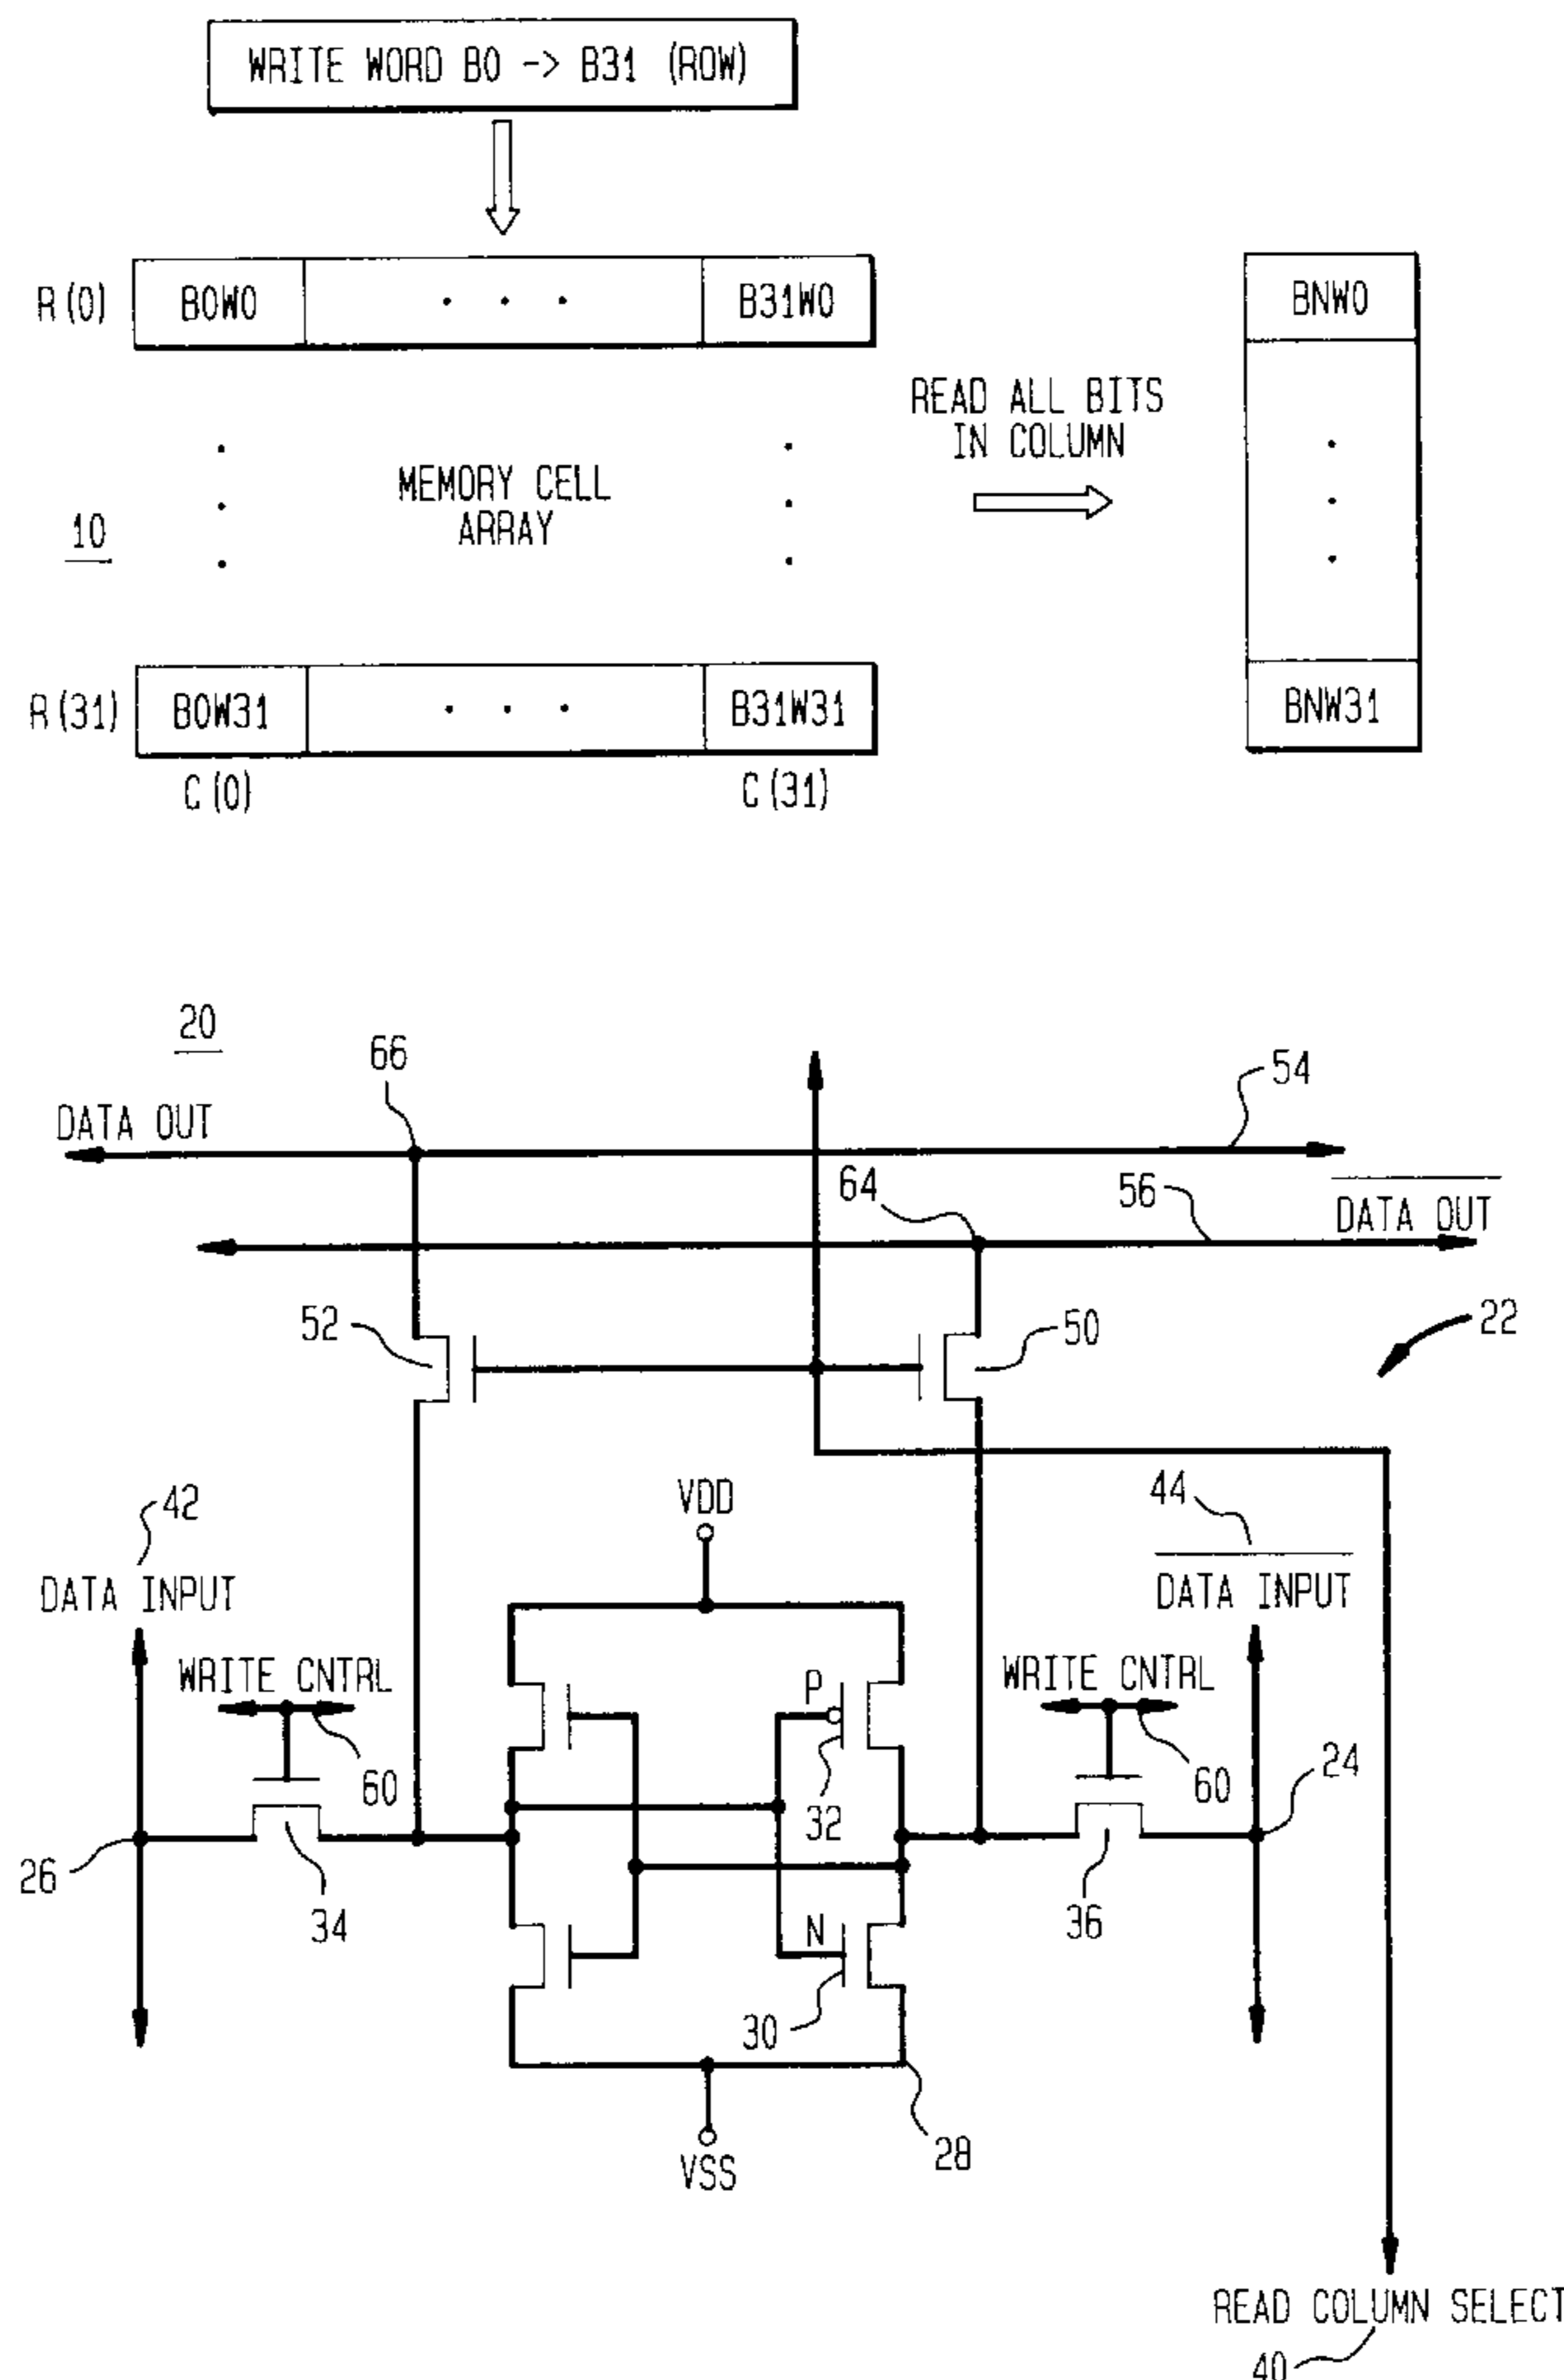 WRITE WORD B0 -> B31 (ROW)
R(0)
B0W0
. . .
B31W0
BNW0
READ ALL BITS
IN COLUMN
MEMORY CELL
ARRAY
10
R(31)
B0W31
. . .
B31W31
BNW31
C(0)
C(31)
20
66
54
DATA OUT
64
56
DATA OUT
52
50
22
42
VDD
44
DATA INPUT
DATA INPUT
WRITE CNTRL
P
WRITE CNTRL
60
32
60
24
26
34
N
36
30
28
VSS
READ COLUMN SELECT
40